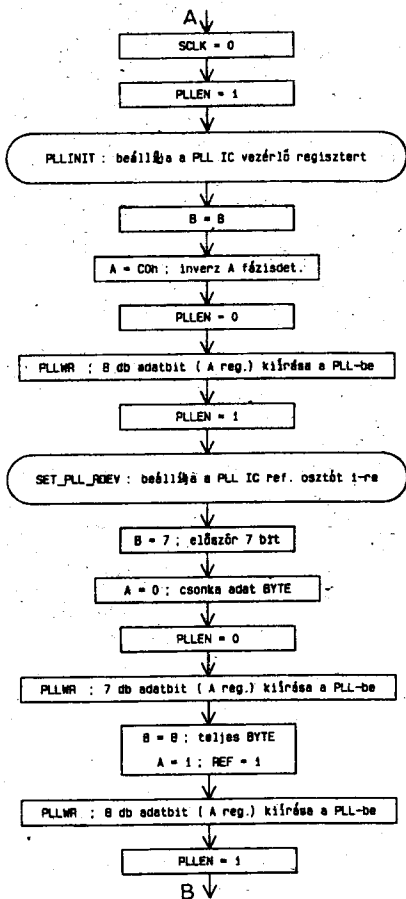 A
SCLK = 0
PLLEN = 1
PLLINIT : beállíja a PLL IC vezérlő regisztert
B = 8
A = C0h ; inverz A fázisdet.
PLLEN = 0
PLLWR ; 8 db adatbit ( A reg.) kiírása a PLL-be
PLLEN = 1
SET_PLL_RDEV : beállíja a PLL IC ref. osztót 1-re
B = 7 ; először 7 bit
A = 0 ; csonka adat BYTE
PLLEN = 0
PLLWR ; 7 db adatbit ( A reg.) kiírása a PLL-be
B = 8 ; teljes BYTE
A = 1 ; REF = 1
PLLWR ; 8 db adatbit ( A reg.) kiírása a PLL-be
PLLEN = 1
B